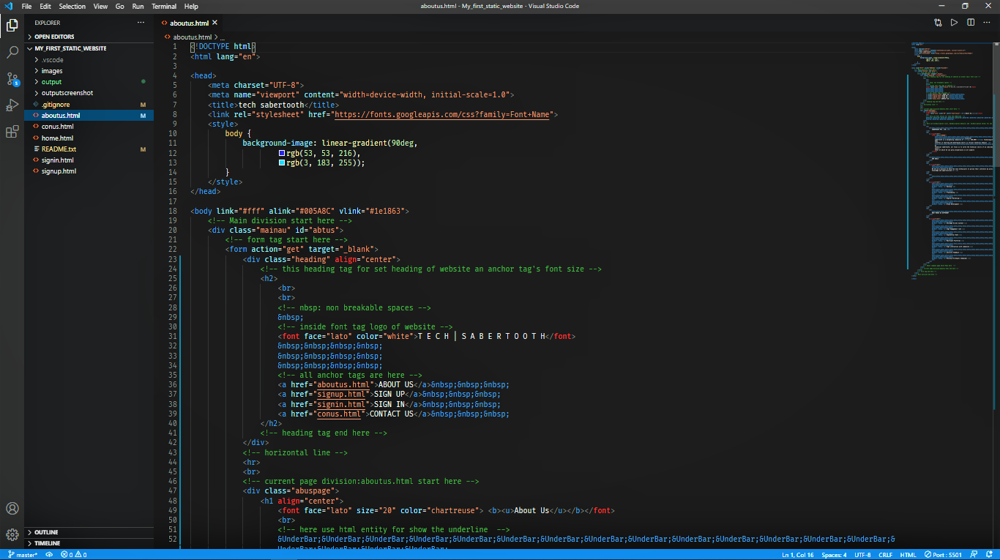 File Edit Selection View Go Run Terminal Help
aboutus.html - My_first_static_website - Visual Studio Code
EXPLORER
OPEN EDITORS
MY_FIRST_STATIC_WEBSITE
.vscode
images
output
outputscreenshot
.gitignore M
aboutus.html M
conus.html
home.html
README.txt M
signin.html
signup.html
OUTLINE
TIMELINE
5
aboutus.html
aboutus.html > ...
1 <!DOCTYPE html>
2 <html lang="en">
3
4 <head>
5 <meta charset="UTF-8">
6 <meta name="viewport" content="width=device-width, initial-scale=1.0">
7 <title>tech sabertooth</title>
8 <link rel="stylesheet" href="https://fonts.googleapis.com/css?family=Font+Name">
9 <style>
10 body {
11 background-image: linear-gradient(90deg,
12 rgb(53, 53, 216),
13 rgb(3, 183, 255));
14 }
15 </style>
16 </head>
17
18 <body link="#fff" alink="#005A8C" vlink="#1e1863">
19 <!-- Main division start here -->
20 <div class="mainau" id="abtus">
21 <!-- form tag start here -->
22 <form action="get" target="_blank">
23 <div class="heading" align="center">
24 <!-- this heading tag for set heading of website an anchor tag's font size -->
25 <h2>
26 <br>
27 <br>
28 <!-- nbsp: non breakable spaces -->
29 &nbsp;
30 <!-- inside font tag logo of website -->
31 <font face="lato" color="white">T E C H | S A B E R T O O T H</font>
32 &nbsp;&nbsp;&nbsp;&nbsp;
33 &nbsp;&nbsp;&nbsp;&nbsp;
34 &nbsp;&nbsp;&nbsp;&nbsp;
35 <!-- all anchor tags are here -->
36 <a href="aboutus.html">ABOUT US</a>&nbsp;&nbsp;&nbsp;
37 <a href="signup.html">SIGN UP</a>&nbsp;&nbsp;&nbsp;
38 <a href="signin.html">SIGN IN</a>&nbsp;&nbsp;&nbsp;
39 <a href="conus.html">CONTACT US</a>&nbsp;&nbsp;&nbsp;
40 </h2>
41 <!-- heading tag end here -->
42 </div>
43 <!-- horizontal line -->
44 <hr>
45 <br>
46 <!-- current page division:aboutus.html start here -->
47 <div class="abuspage">
48 <h1 align="center">
49 <font face="lato" size="20" color="chartreuse"> <b><u>About Us</u></b></font>
50 <br>
51 <!-- here use html entity for show the underline -->
52 &UnderBar;&UnderBar;&UnderBar;&UnderBar;&UnderBar;&UnderBar;&UnderBar;&UnderBar;&UnderBar;&UnderBar;&UnderBar;&UnderBar;&UnderBar;&UnderBar;
&UnderBar;&UnderBar;&UnderBar;&UnderBar;
master* 0 0
Ln 1, Col 16 Spaces: 4 UTF-8 CRLF HTML Port : 5501